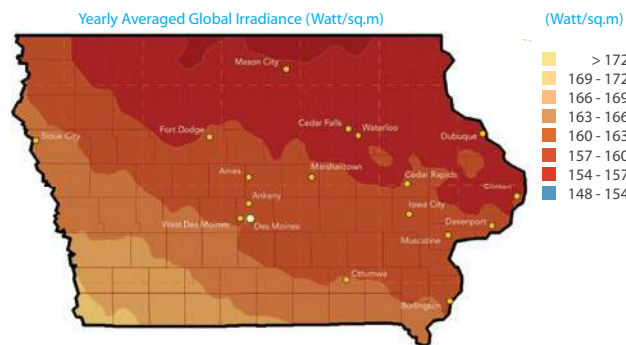 Yearly Averaged Global Irradiance (Watt/sq.m)
(Watt/sq.m)
> 172
169 - 172
166 - 169
163 - 166
160 - 163
157 - 160
154 - 157
148 - 154
Mason City
Sioux City
Fort Dodge
Cedar Falls
Waterloo
Dubuque
Ames
Marshalltown
Cedar Rapids
Clinton
Ankeny
Iowa City
West Des Moines
Des Moines
Davenport
Muscatine
Ottumwa
Burlington